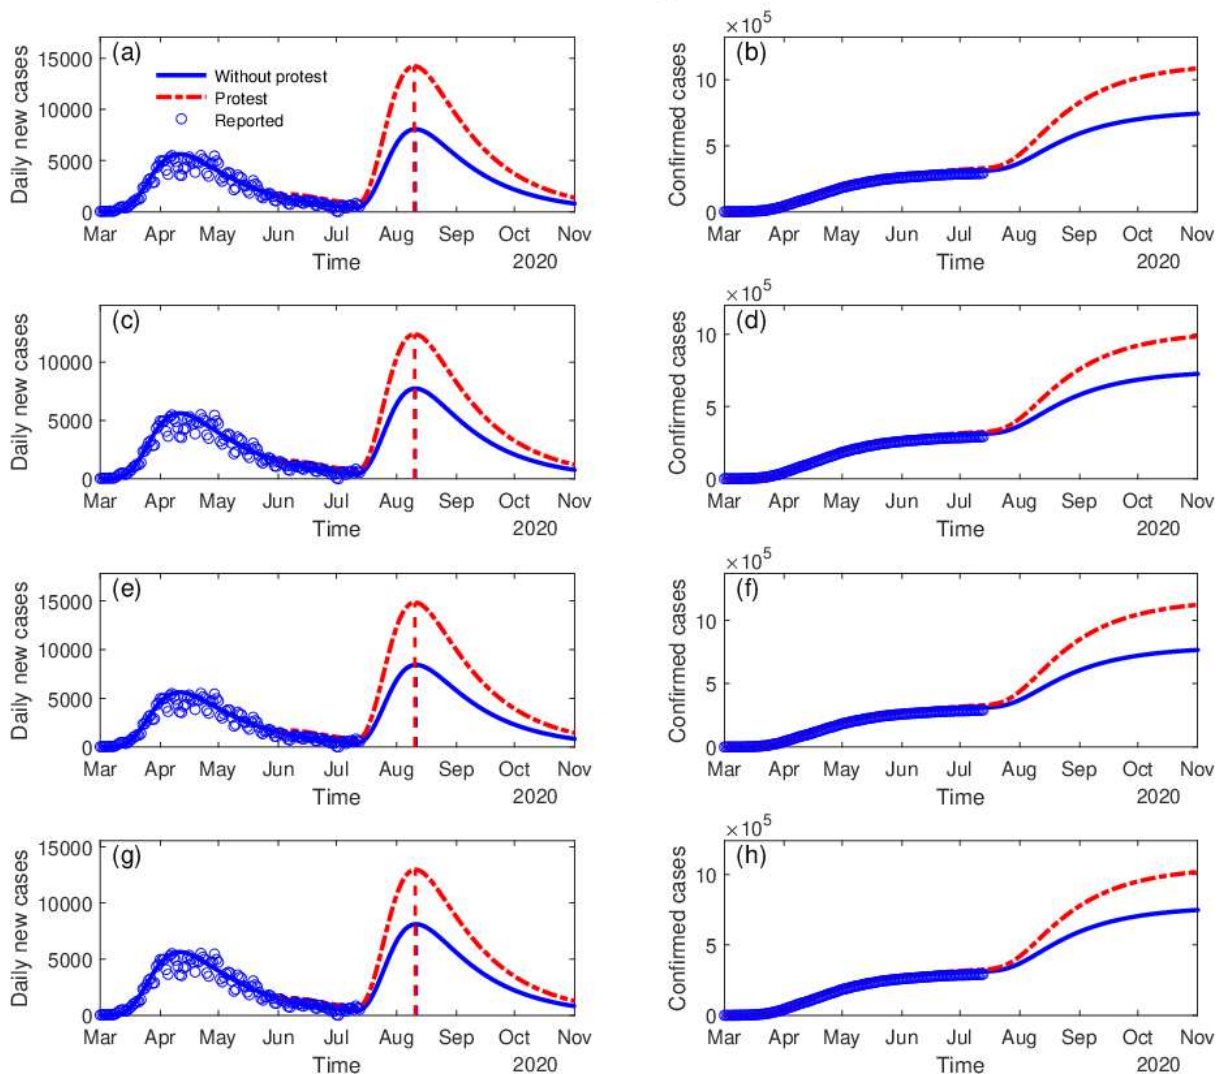 (a)
Daily new cases
15000
10000
5000
0
Without protest
Protest
Reported
Mar Apr May Jun Jul Aug Sep Oct Nov
Time 2020
×10^5
(b)
Confirmed cases
10
5
0
Mar Apr May Jun Jul Aug Sep Oct Nov
Time 2020
(c)
Daily new cases
10000
5000
0
Mar Apr May Jun Jul Aug Sep Oct Nov
Time 2020
×10^5
(d)
Confirmed cases
10
5
0
Mar Apr May Jun Jul Aug Sep Oct Nov
Time 2020
(e)
Daily new cases
15000
10000
5000
0
Mar Apr May Jun Jul Aug Sep Oct Nov
Time 2020
×10^5
(f)
Confirmed cases
10
5
0
Mar Apr May Jun Jul Aug Sep Oct Nov
Time 2020
(g)
Daily new cases
15000
10000
5000
0
Mar Apr May Jun Jul Aug Sep Oct Nov
Time 2020
×10^5
(h)
Confirmed cases
10
5
0
Mar Apr May Jun Jul Aug Sep Oct Nov
Time 2020